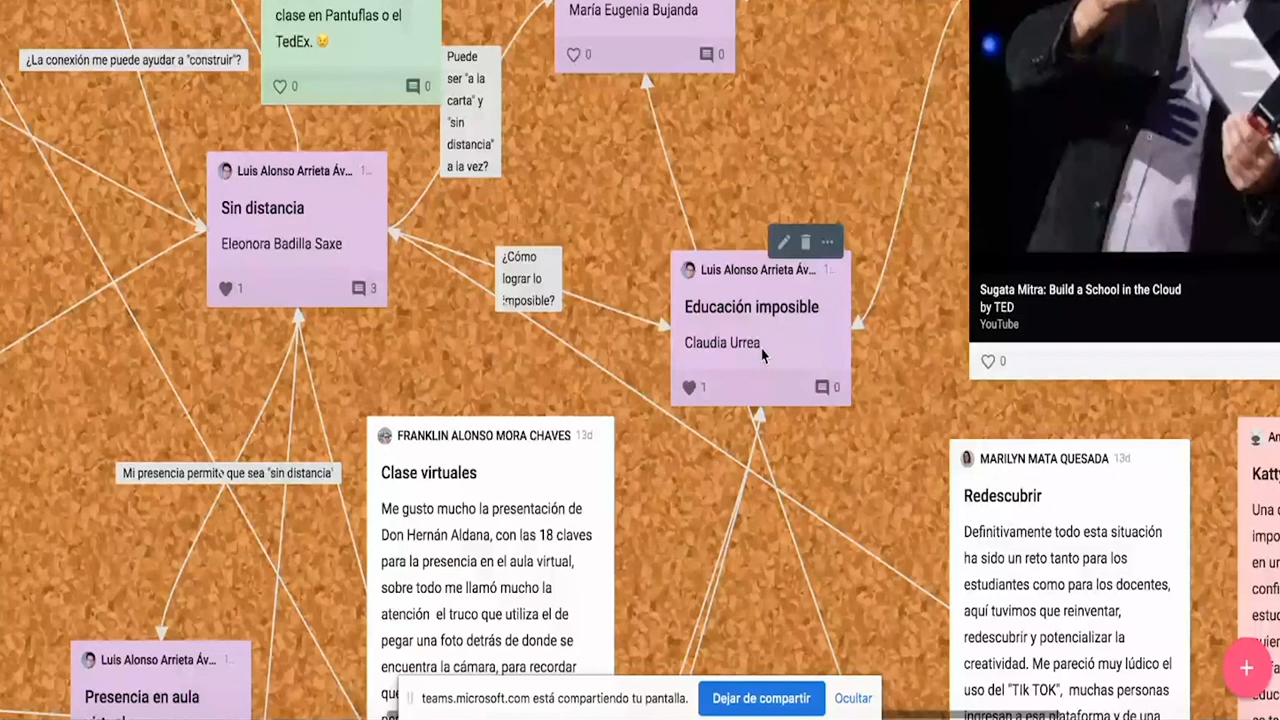 clase en Pantuflas o el
TedEx. 😉
0
0
¿La conexión me puede ayudar a "construir"?
Puede
ser "a la
carta" y
"sin
distancia"
a la vez?
María Eugenia Bujanda
0
0
Luis Alonso Arrieta Áv...
Sin distancia
Eleonora Badilla Saxe
1
3
¿Cómo
lograr lo
imposible?
Luis Alonso Arrieta Áv...
Educación imposible
Claudia Urrea
1
0
Sugata Mitra: Build a School in the Cloud
by TED
YouTube
0
Mi presencia permite que sea "sin distancia"
Luis Alonso Arrieta Áv...
Presencia en aula
FRANKLIN ALONSO MORA CHAVES 13d
Clase virtuales
Me gusto mucho la presentación de
Don Hernán Aldana, con las 18 claves
para la presencia en el aula virtual,
sobre todo me llamó mucho la
atención el truco que utiliza el de
pegar una foto detrás de donde se
encuentra la cámara, para recordar
MARILYN MATA QUESADA 13d
Redescubrir
Definitivamente todo esta situación
ha sido un reto tanto para los
estudiantes como para los docentes,
aquí tuvimos que reinventar,
redescubrir y potencializar la
creatividad. Me pareció muy lúdico el
uso del "Tik TOK", muchas personas
ingresan a esa plataforma y de una
Katty
Una
teams.microsoft.com está compartiendo tu pantalla.
Dejar de compartir
Ocultar